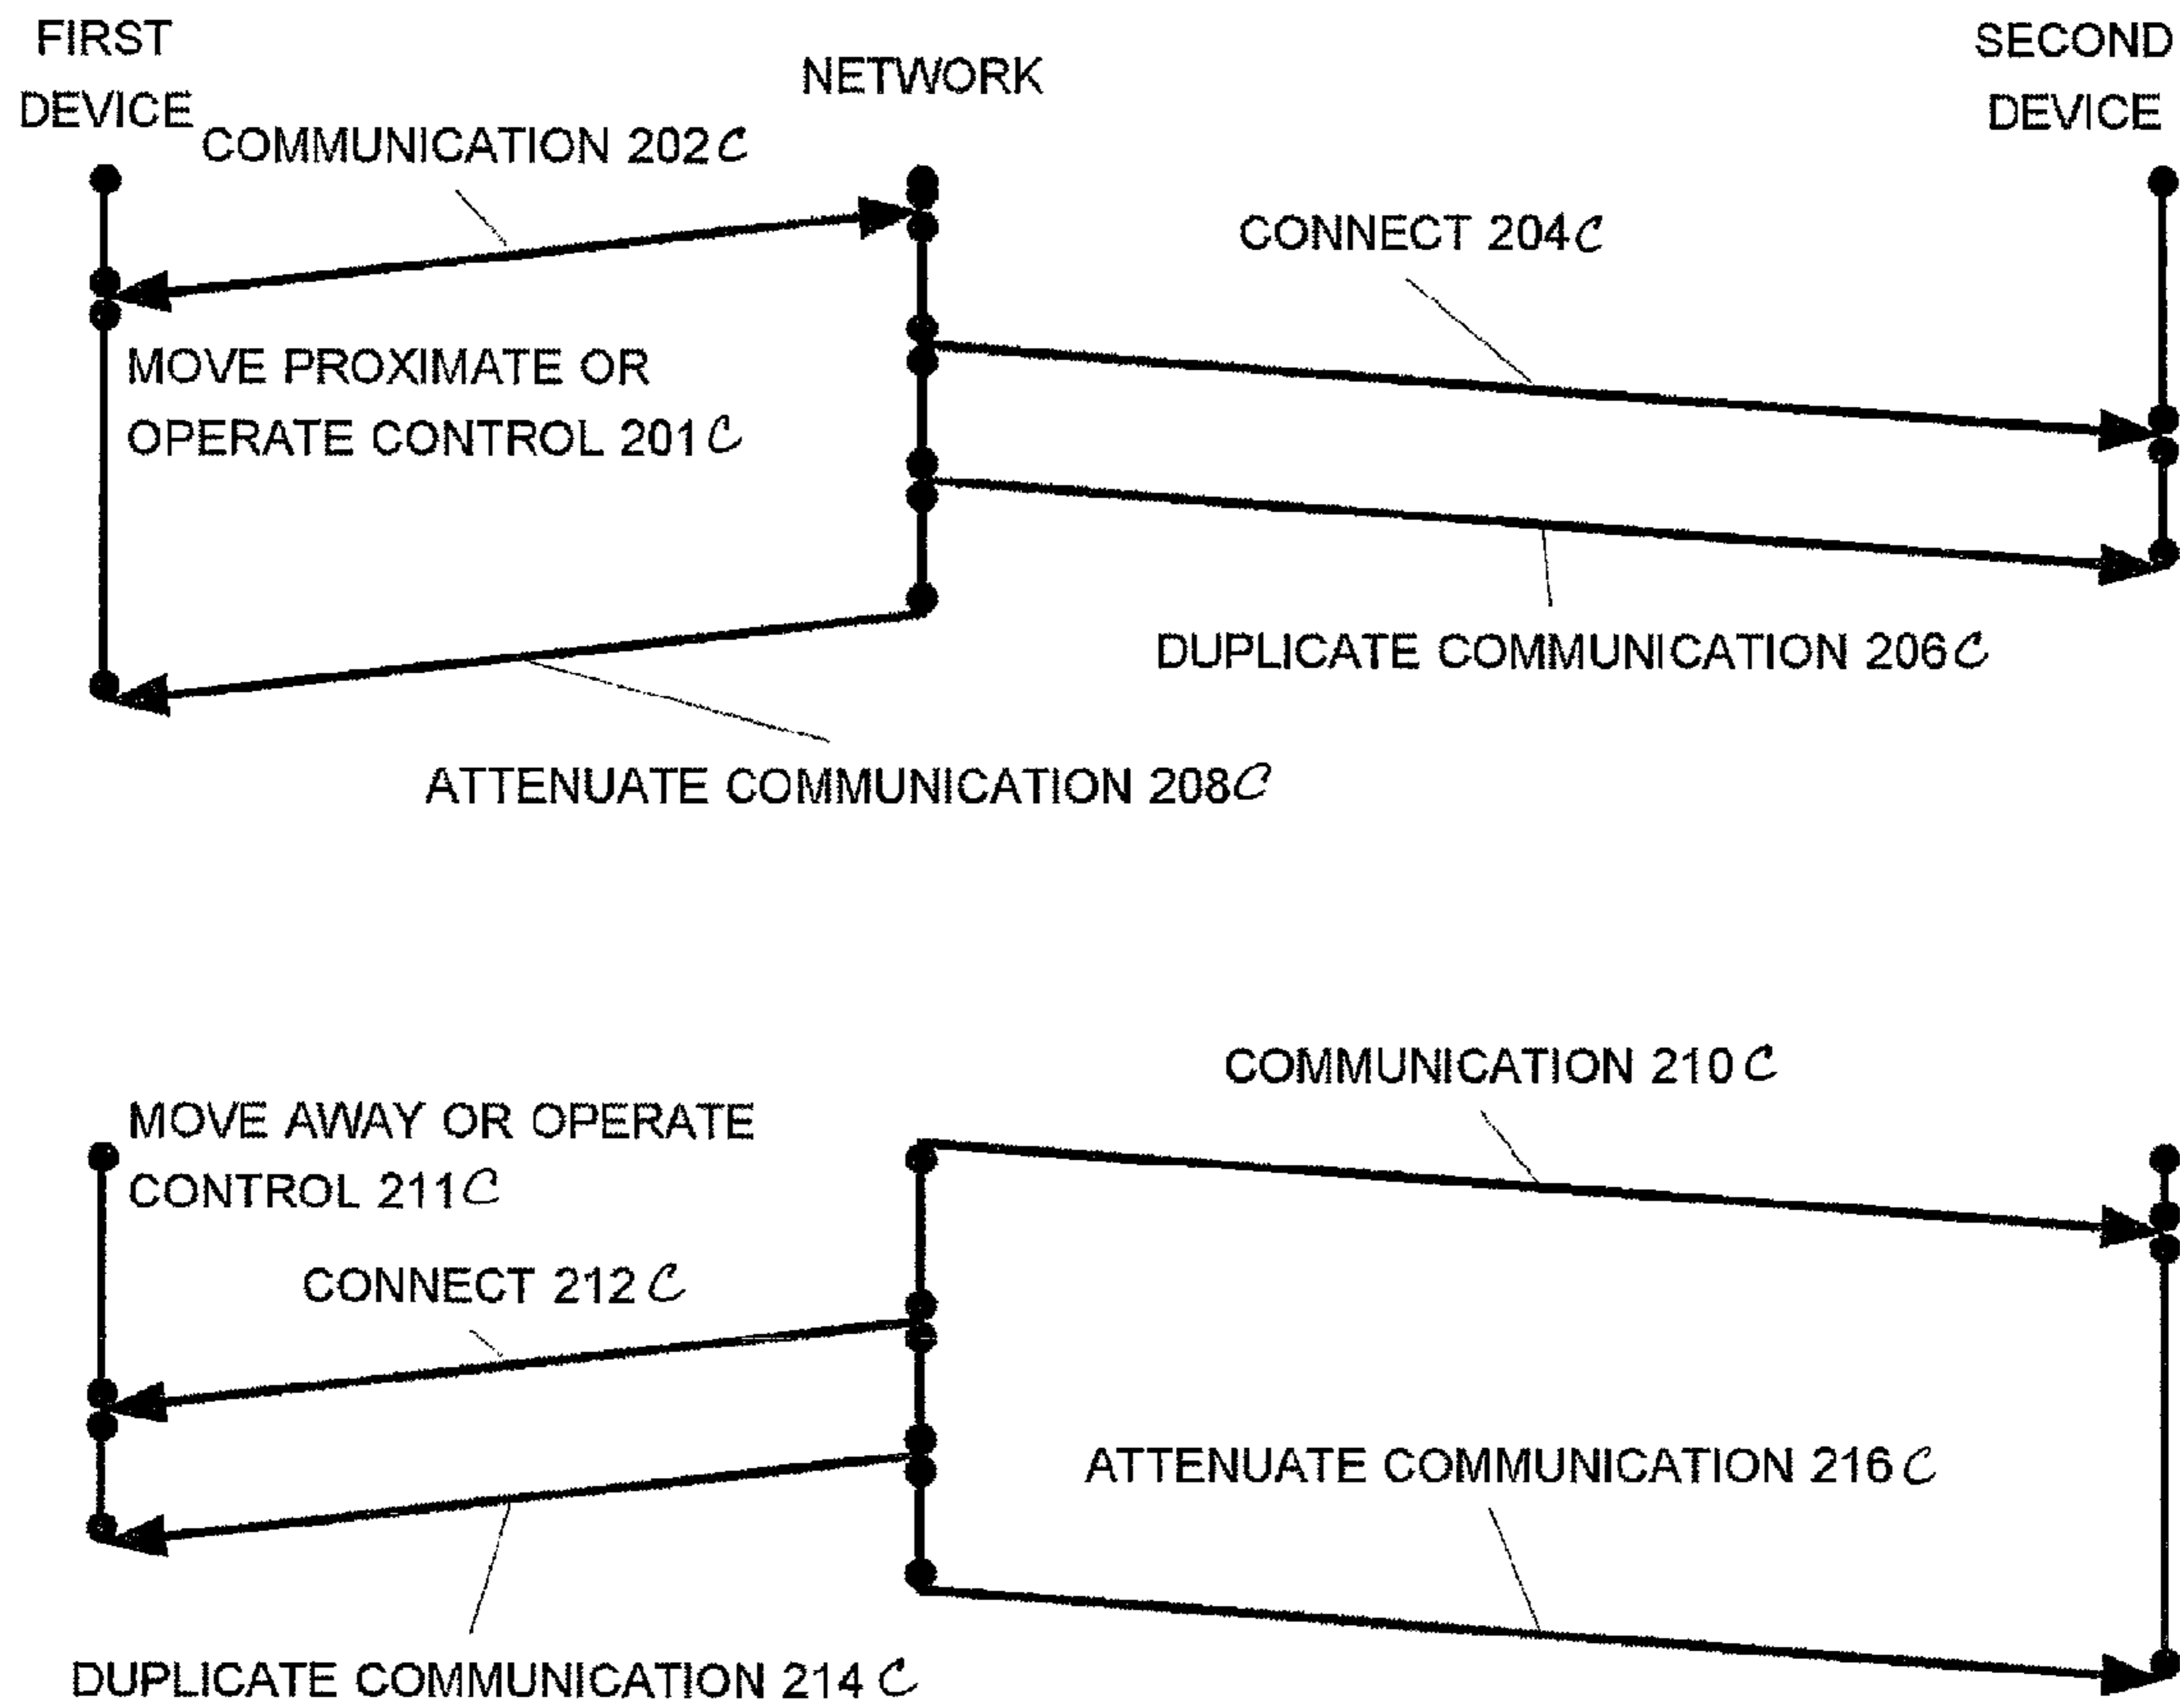 FIRST
DEVICE
NETWORK
SECOND
DEVICE
COMMUNICATION 202C
CONNECT 204C
MOVE PROXIMATE OR
OPERATE CONTROL 201C
DUPLICATE COMMUNICATION 206C
ATTENUATE COMMUNICATION 208C
COMMUNICATION 210C
MOVE AWAY OR OPERATE
CONTROL 211C
CONNECT 212C
ATTENUATE COMMUNICATION 216C
DUPLICATE COMMUNICATION 214C